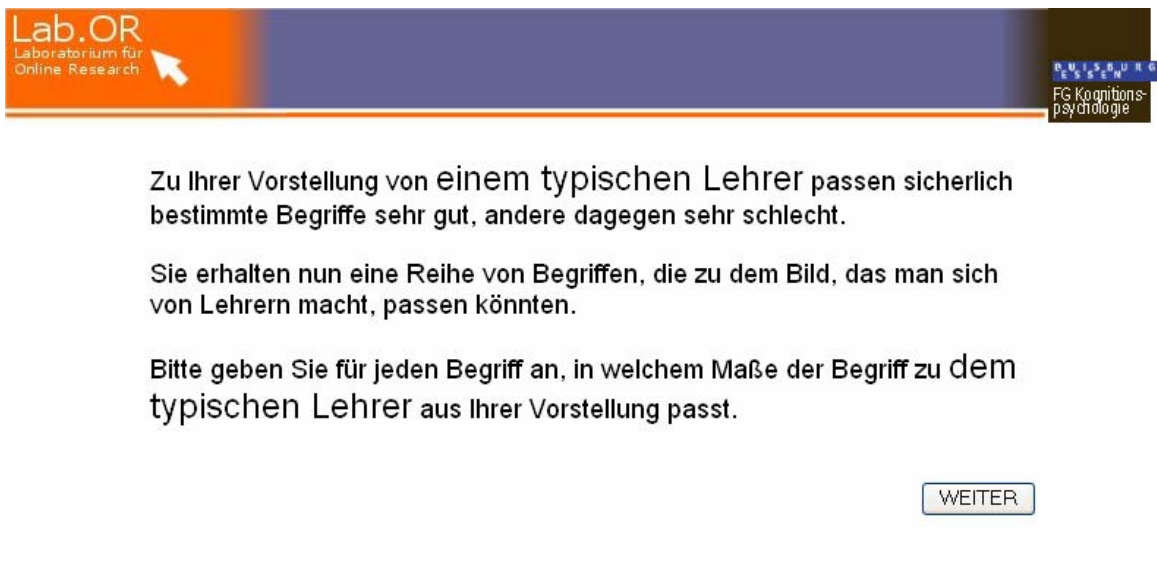 Lab.OR
Laboratorium für
Online Research
DUISBURG
ESSEN
FG Kognitions-
psychologie
Zu Ihrer Vorstellung von einem typischen Lehrer passen sicherlich
bestimmte Begriffe sehr gut, andere dagegen sehr schlecht.
Sie erhalten nun eine Reihe von Begriffen, die zu dem Bild, das man sich
von Lehrern macht, passen könnten.
Bitte geben Sie für jeden Begriff an, in welchem Maße der Begriff zu dem
typischen Lehrer aus Ihrer Vorstellung passt.
WEITER